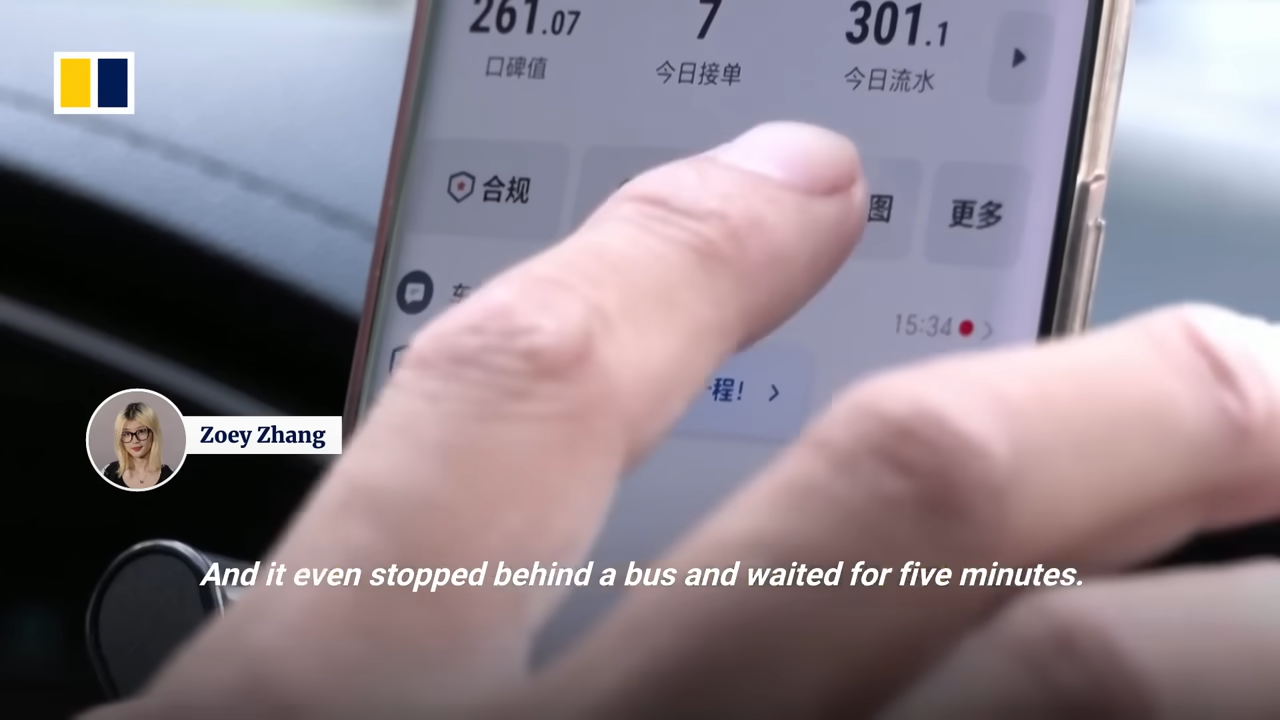 261.07
7
301.1
口碑值
今日接单
今日流水
合规
图
更多
车
15:34
程!
Zoey Zhang
And it even stopped behind a bus and waited for five minutes.